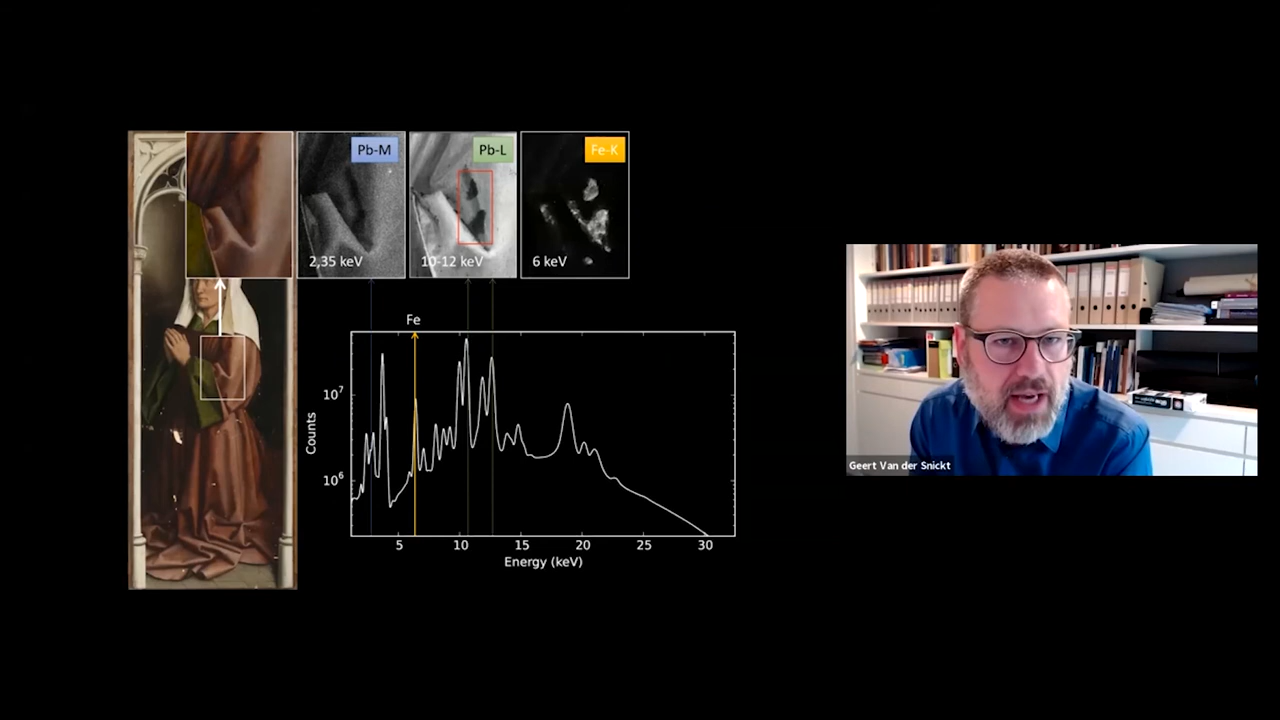 Pb-M
Pb-L
Fe-K
2,35 keV
10-12 keV
6 keV
Fe
10⁷
10⁶
Counts
5 10 15 20 25 30
Energy (keV)
Geert Van der Snickt